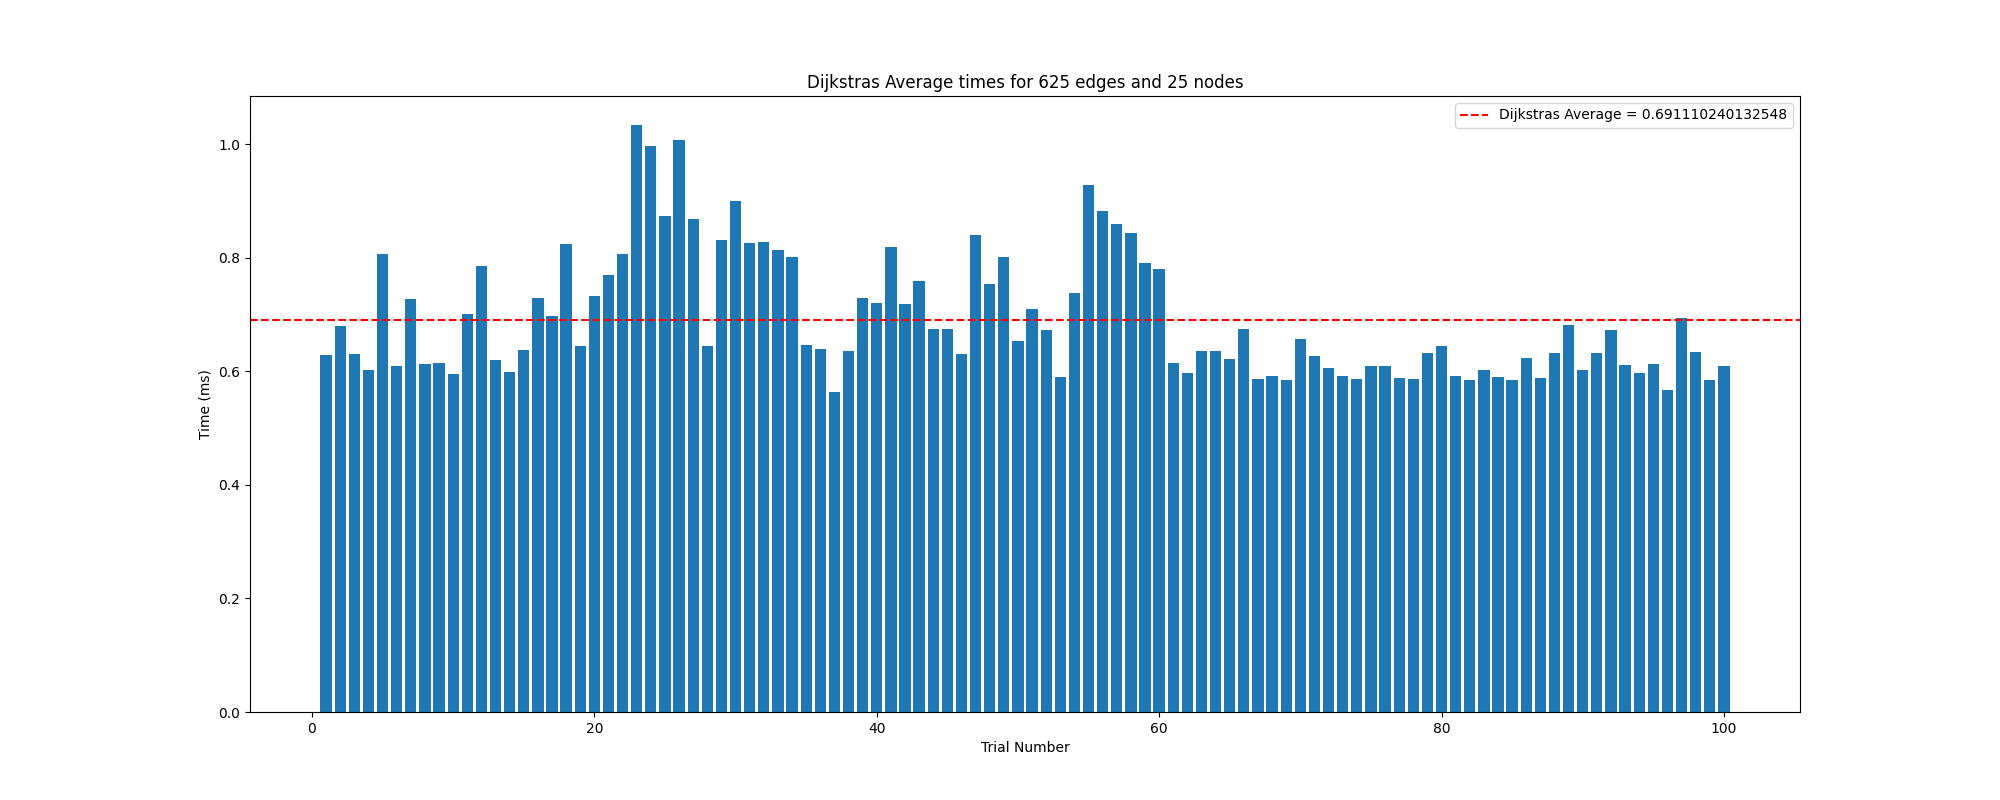 Dijkstras Average times for 625 edges and 25 nodes
Dijkstras Average = 0.691110240132548
1.0
0.8
0.6
0.4
0.2
0.0
Time (ms)
0 20 40 60 80 100
Trial Number